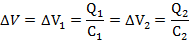 ΔV = ΔV₁ = Q₁/C₁ = ΔV₂ = Q₂/C₂